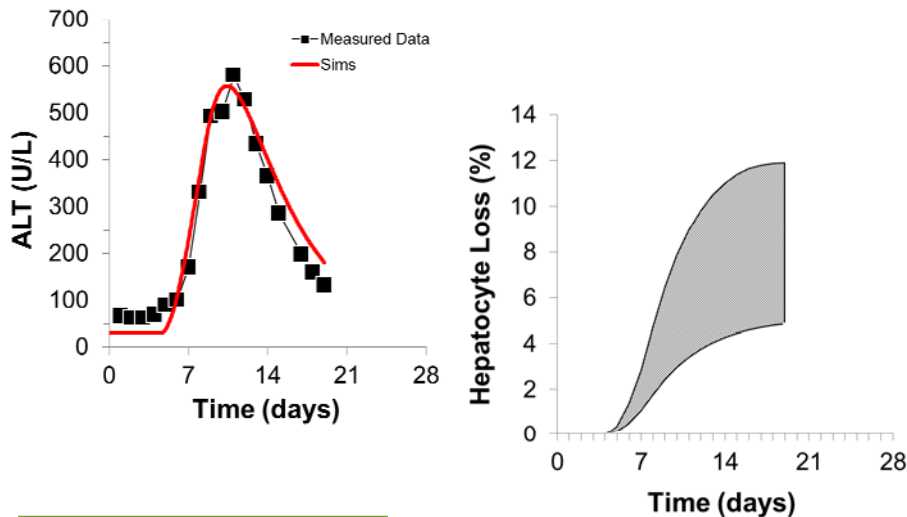 700
600
500
400
300
200
100
0
ALT (U/L)
Measured Data
Sims
0 7 14 21 28
Time (days)
14
12
10
8
6
4
2
0
Hepatocyte Loss (%)
0 7 14 21 28
Time (days)